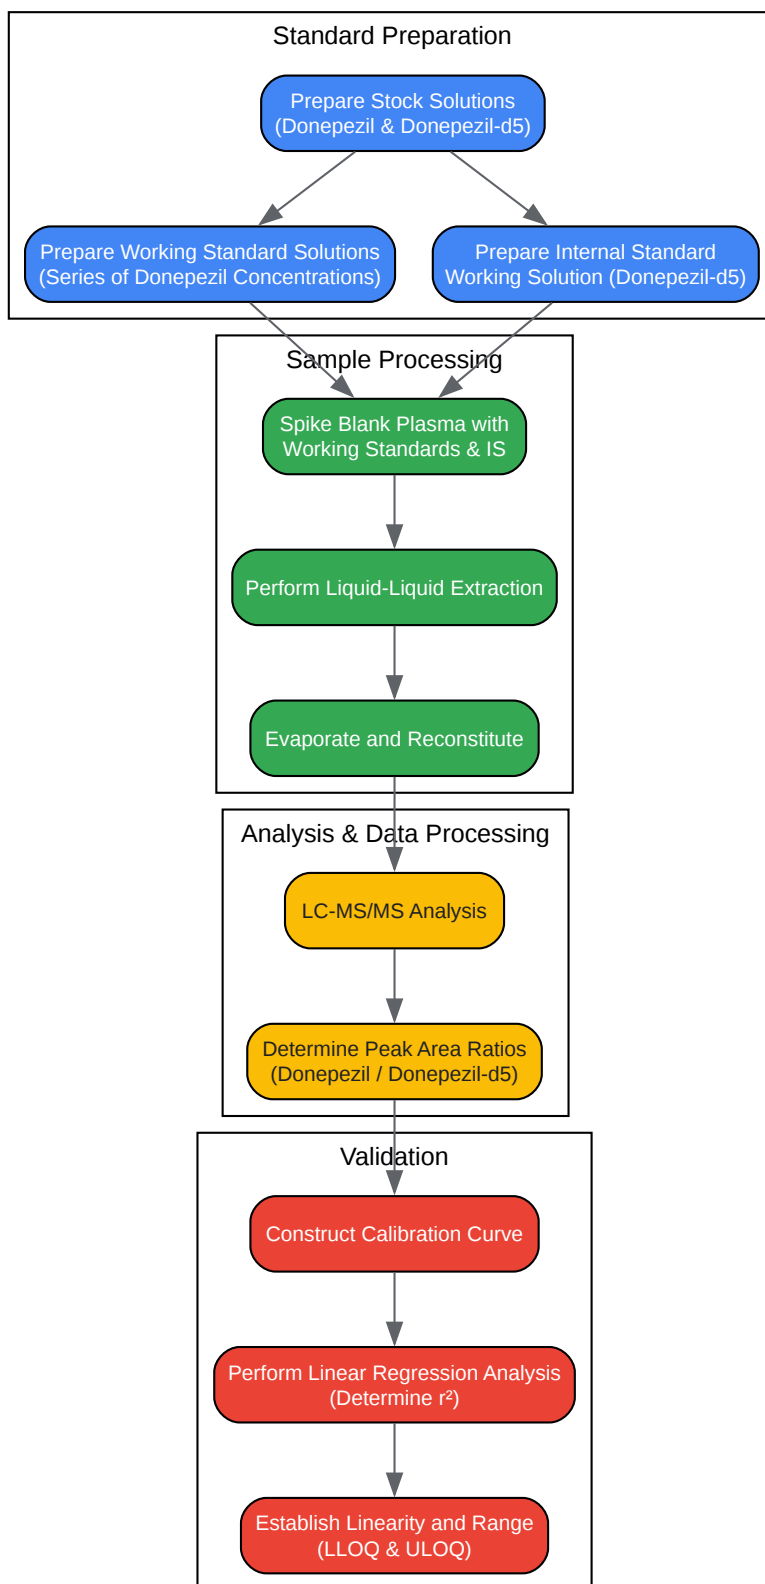 Standard Preparation
Prepare Stock Solutions
(Donepezil & Donepezil-d5)
Prepare Working Standard Solutions
(Series of Donepezil Concentrations)
Prepare Internal Standard
Working Solution (Donepezil-d5)
Sample Processing
Spike Blank Plasma with
Working Standards & IS
Perform Liquid-Liquid Extraction
Evaporate and Reconstitute
Analysis & Data Processing
LC-MS/MS Analysis
Determine Peak Area Ratios
(Donepezil / Donepezil-d5)
Validation
Construct Calibration Curve
Perform Linear Regression Analysis
(Determine r²)
Establish Linearity and Range
(LLOQ & ULOQ)